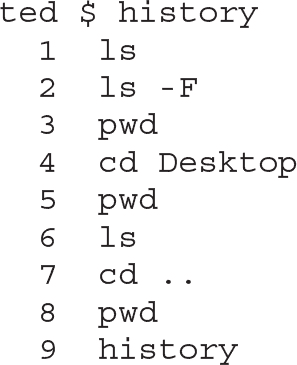 ted $ history
1 ls
2 ls -F
3 pwd
4 cd Desktop
5 pwd
6 ls
7 cd ..
8 pwd
9 history